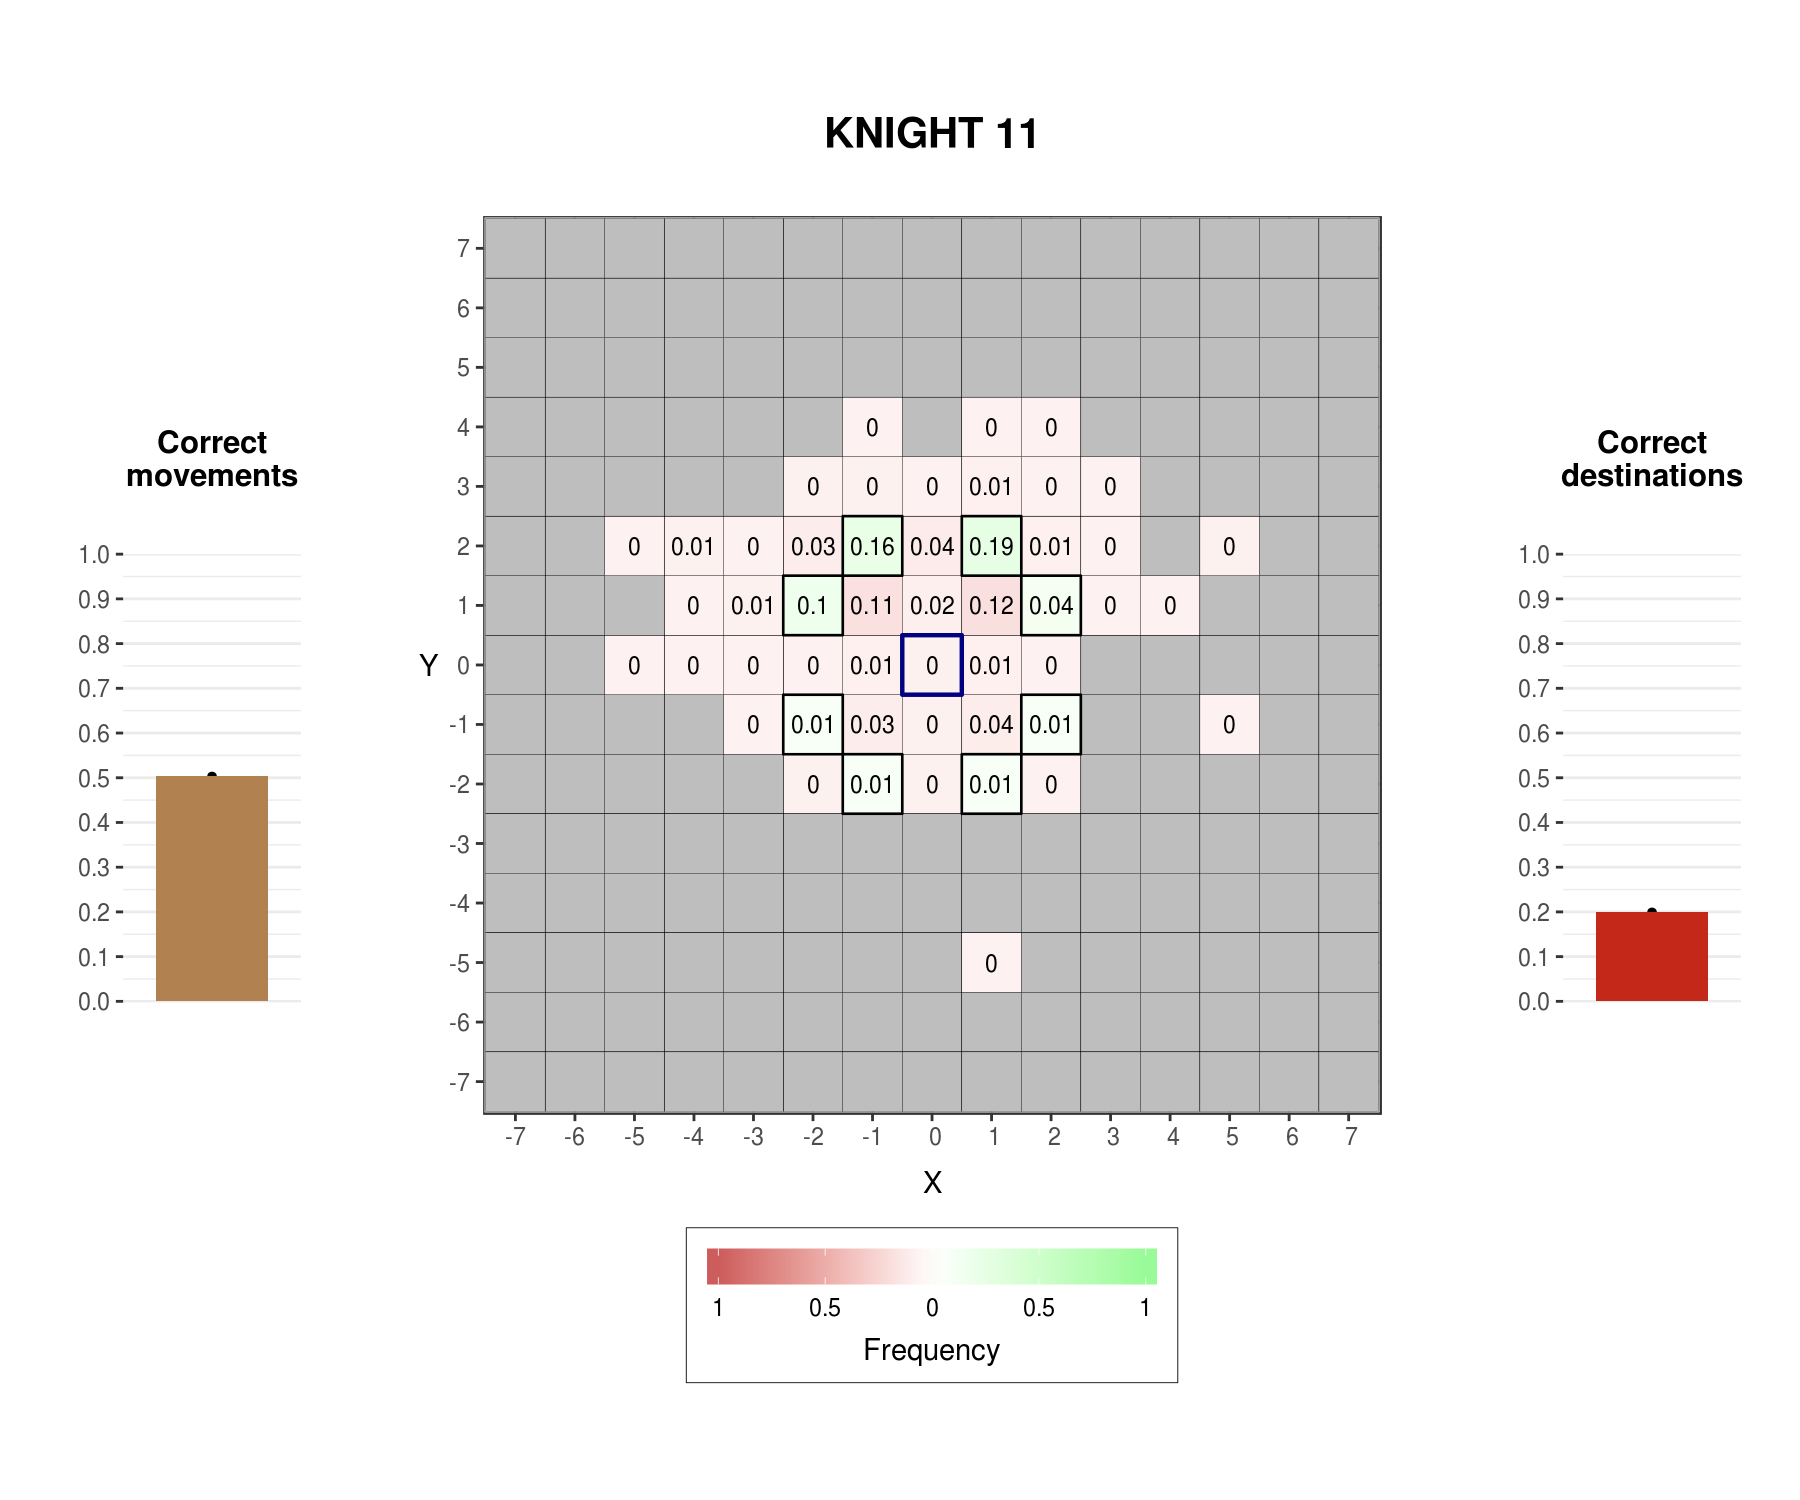 KNIGHT 11
Correct
movements
1.0
0.9
0.8
0.7
0.6
0.5
0.4
0.3
0.2
0.1
0.0
Y
7
6
5
4 0 0 0
3 0 0 0 0.01 0 0
2 0 0.01 0 0.03 0.16 0.04 0.19 0.01 0 0
1 0 0.01 0.1 0.11 0.02 0.12 0.04 0 0
0 0 0 0 0 0.01 0 0.01 0
-1 0 0.01 0.03 0 0.04 0.01 0
-2 0 0.01 0 0.01 0
-3
-4
-5 0
-6
-7
-7 -6 -5 -4 -3 -2 -1 0 1 2 3 4 5 6 7
X
Correct
destinations
1.0
0.9
0.8
0.7
0.6
0.5
0.4
0.3
0.2
0.1
0.0
1 0.5 0 0.5 1
Frequency